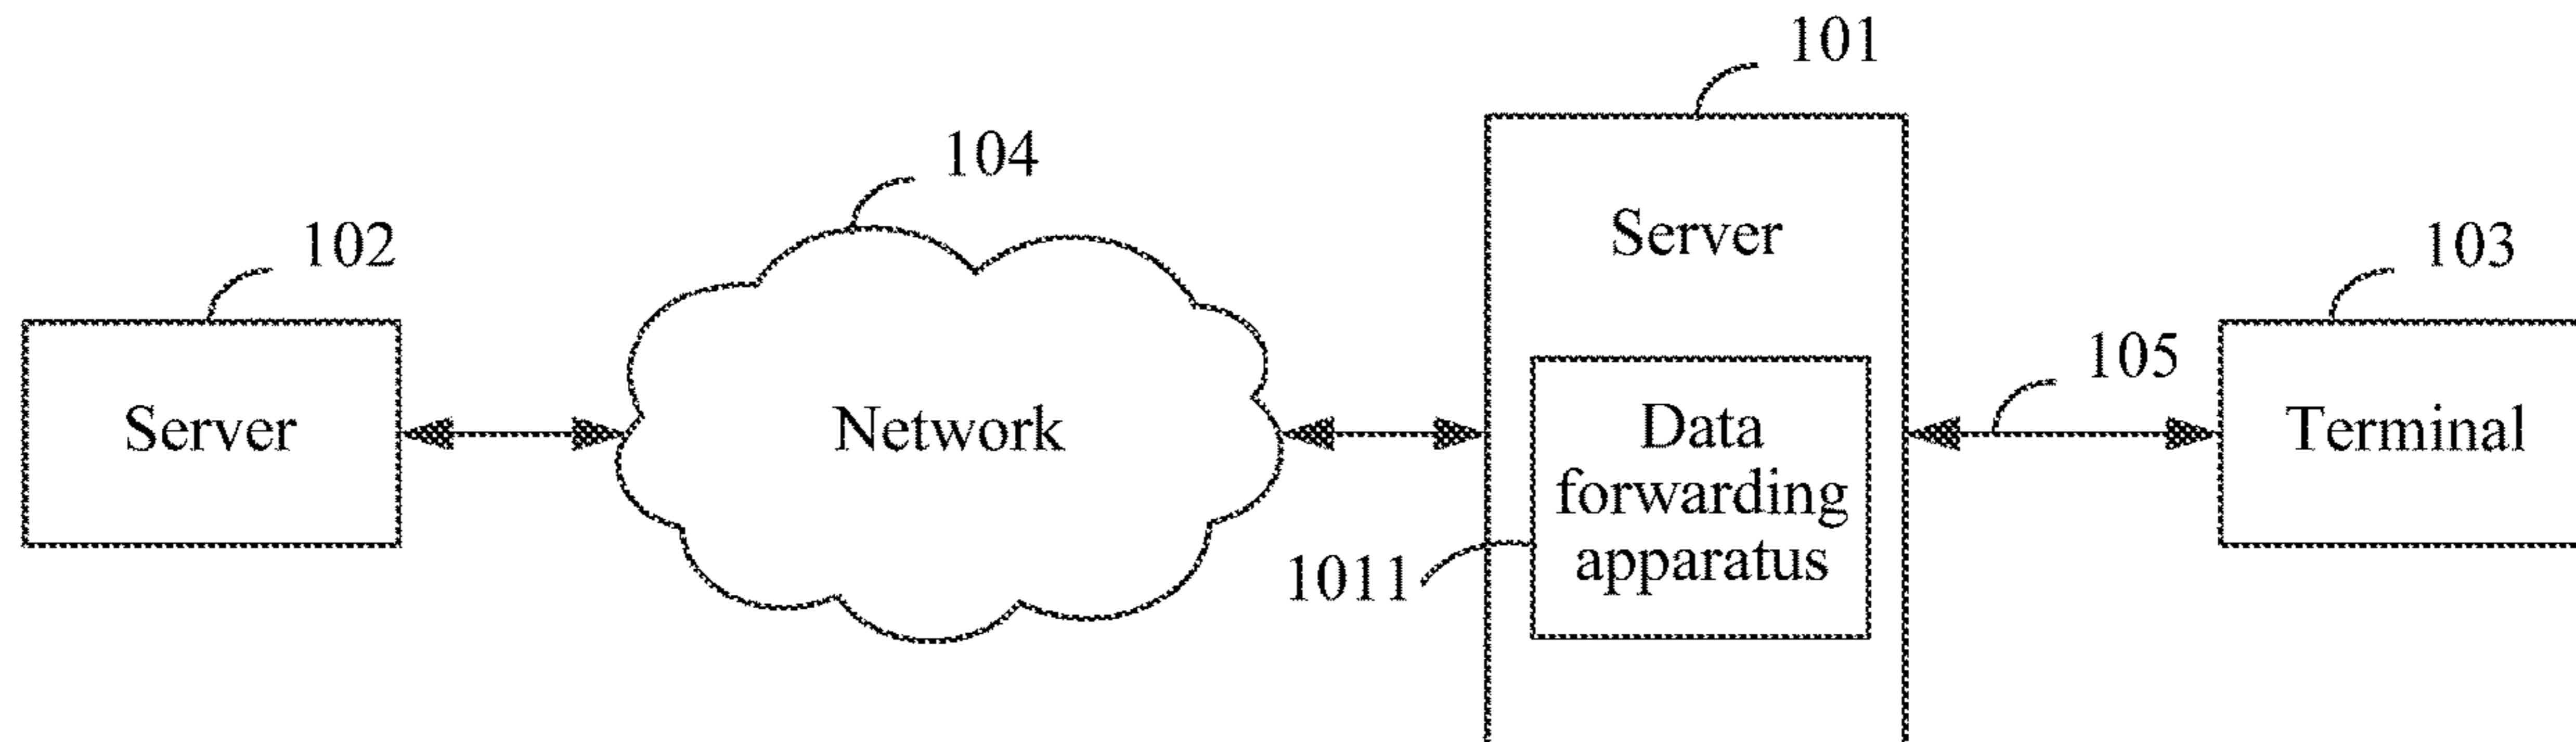 101
104
Server
102
103
105
Server
Network
Data
forwarding
apparatus
Terminal
1011